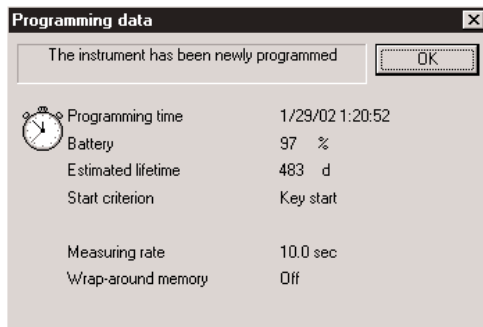 Programming data
The instrument has been newly programmed
OK
Programming time 1/29/02 1:20:52
Battery 97 %
Estimated lifetime 483 d
Start criterion Key start
Measuring rate 10.0 sec
Wrap-around memory Off